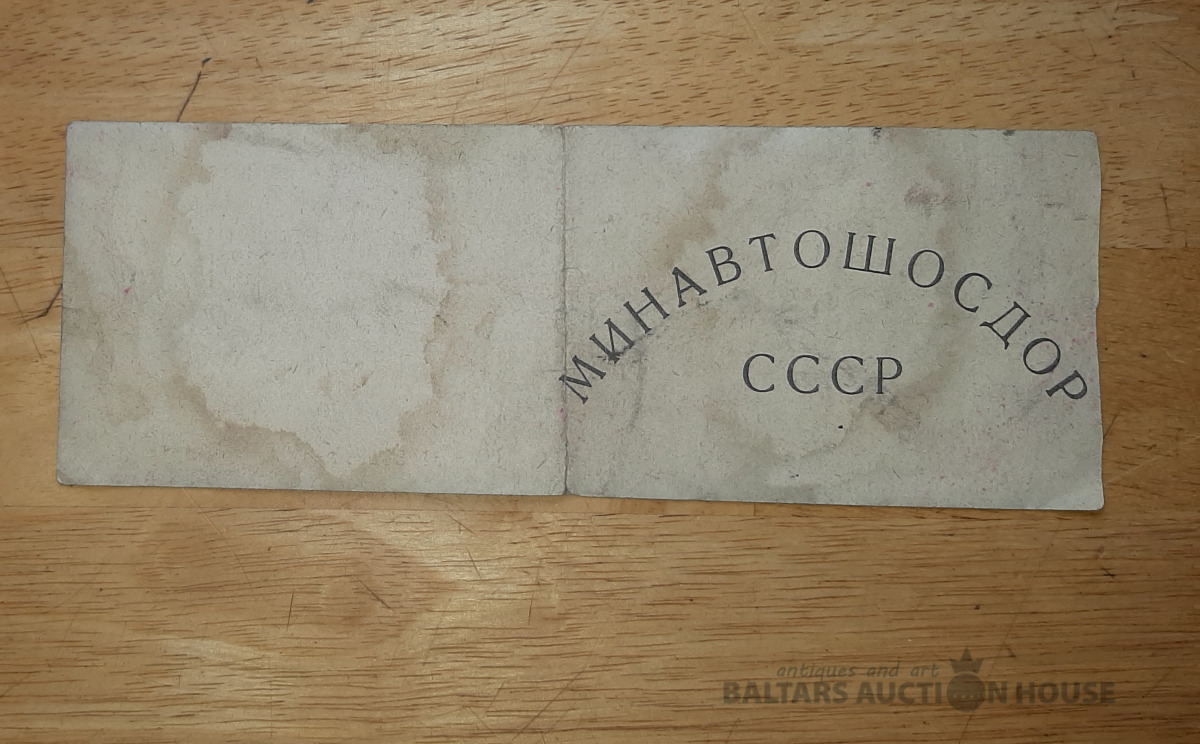 МИНАВТОШОСДОР
СССР
antiques and art
BALTARS AUCTION HOUSE